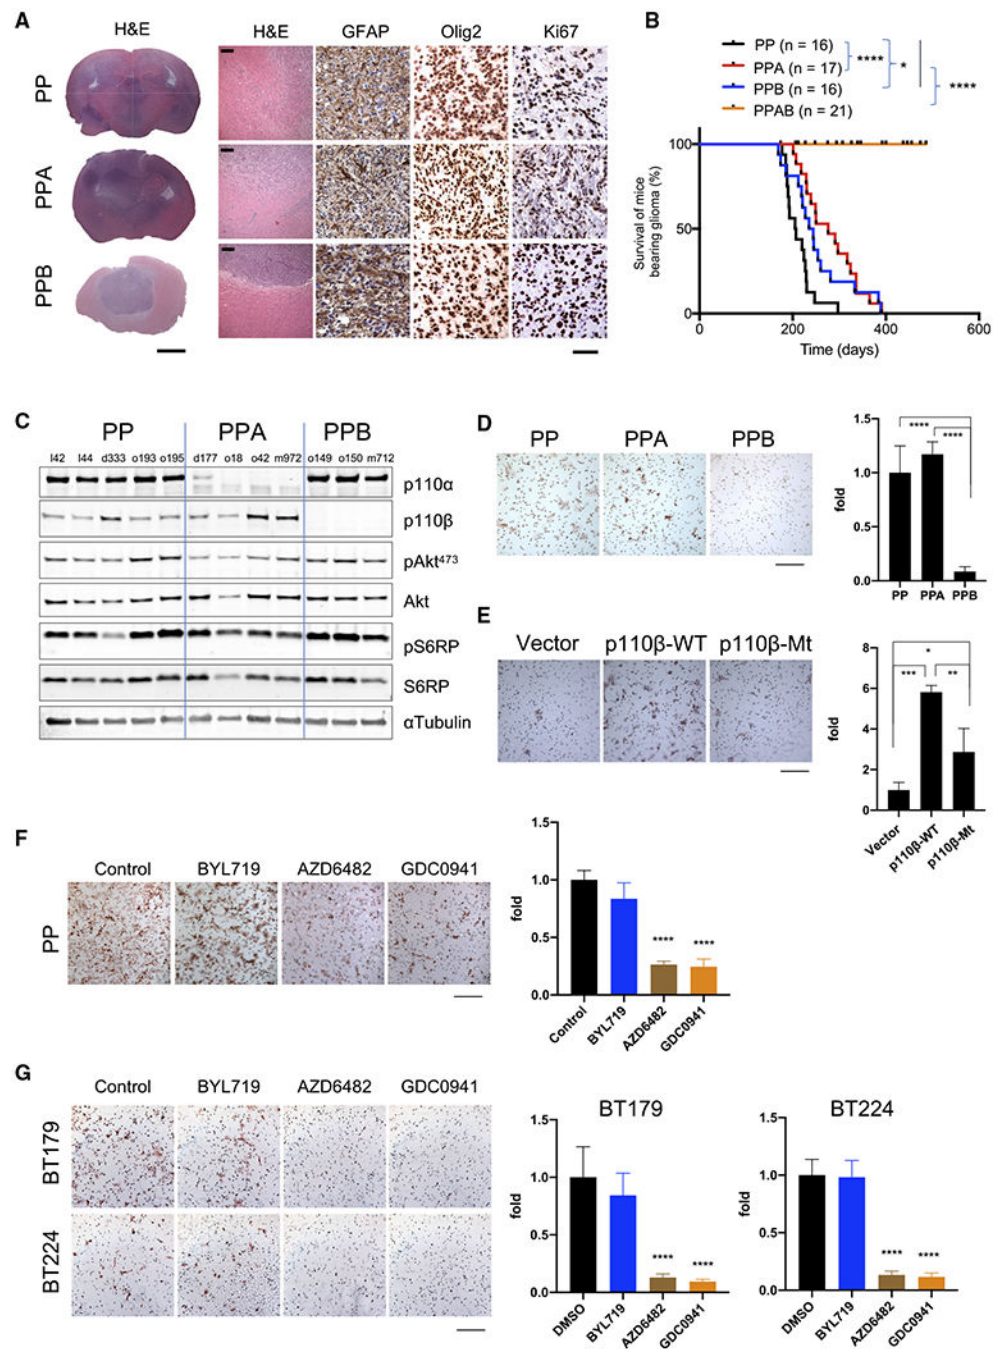 A
H&E
H&E GFAP Olig2 Ki67
PP
PPA
PPB
B
PP (n = 16)
PPA (n = 17)
PPB (n = 16)
PPAB (n = 21)
****
*
****
Survival of mice
bearing glioma (%)
100
50
0
0 200 400 600
Time (days)
C
PP PPA PPB
l42 l44 d333 o193 o195 d177 o18 o42 m972 o149 o150 m712
p110α
p110β
pAkt473
Akt
pS6RP
S6RP
αTubulin
D
PP PPA PPB
fold
1.5
1.0
0.5
0.0
****
****
PP PPA PPB
E
Vector p110β-WT p110β-Mt
fold
8
6
4
2
0
*
*** **
Vector
p110β-WT
p110β-Mt
F
Control BYL719 AZD6482 GDC0941
PP
fold
1.5
1.0
0.5
0.0
**** ****
Control
BYL719
AZD6482
GDC0941
G
Control BYL719 AZD6482 GDC0941
BT179
BT224
BT179
fold
1.5
1.0
0.5
0.0
**** ****
DMSO
BYL719
AZD6482
GDC0941
BT224
fold
1.5
1.0
0.5
0.0
**** ****
DMSO
BYL719
AZD6482
GDC0941